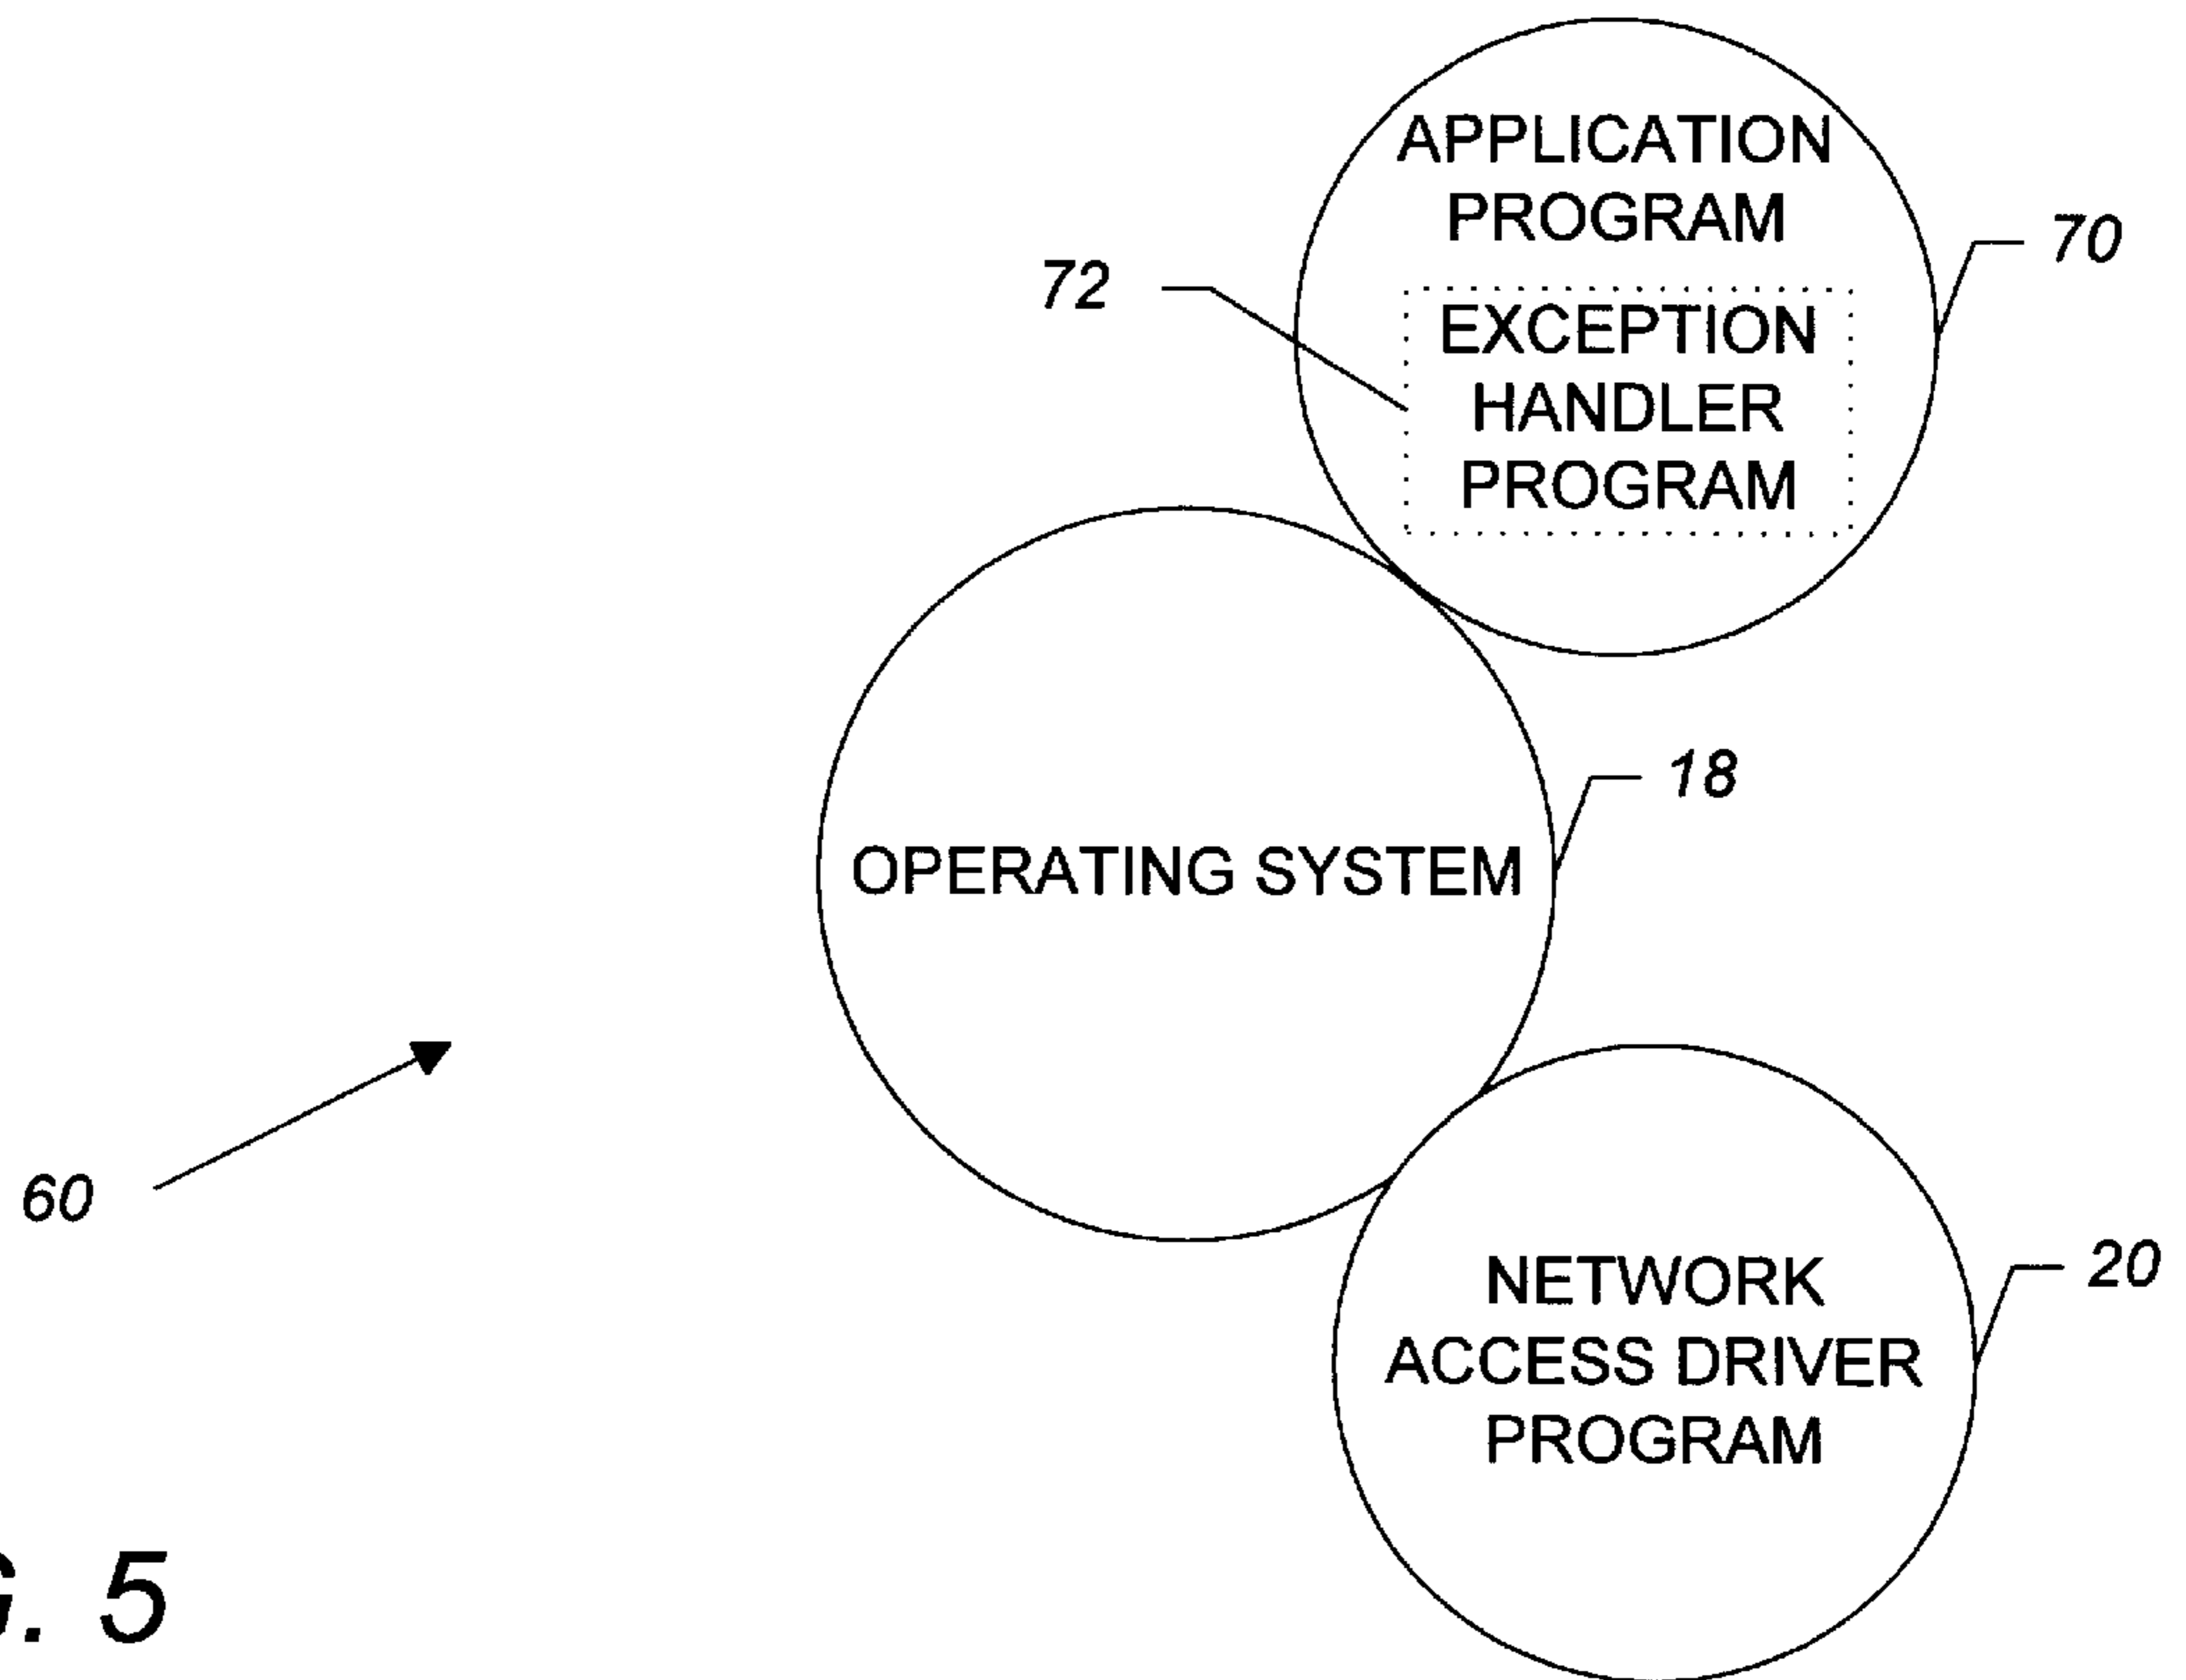 APPLICATION
PROGRAM
70
72
EXCEPTION
HANDLER
PROGRAM
18
OPERATING SYSTEM
60
NETWORK
ACCESS DRIVER
PROGRAM
20
G. 5